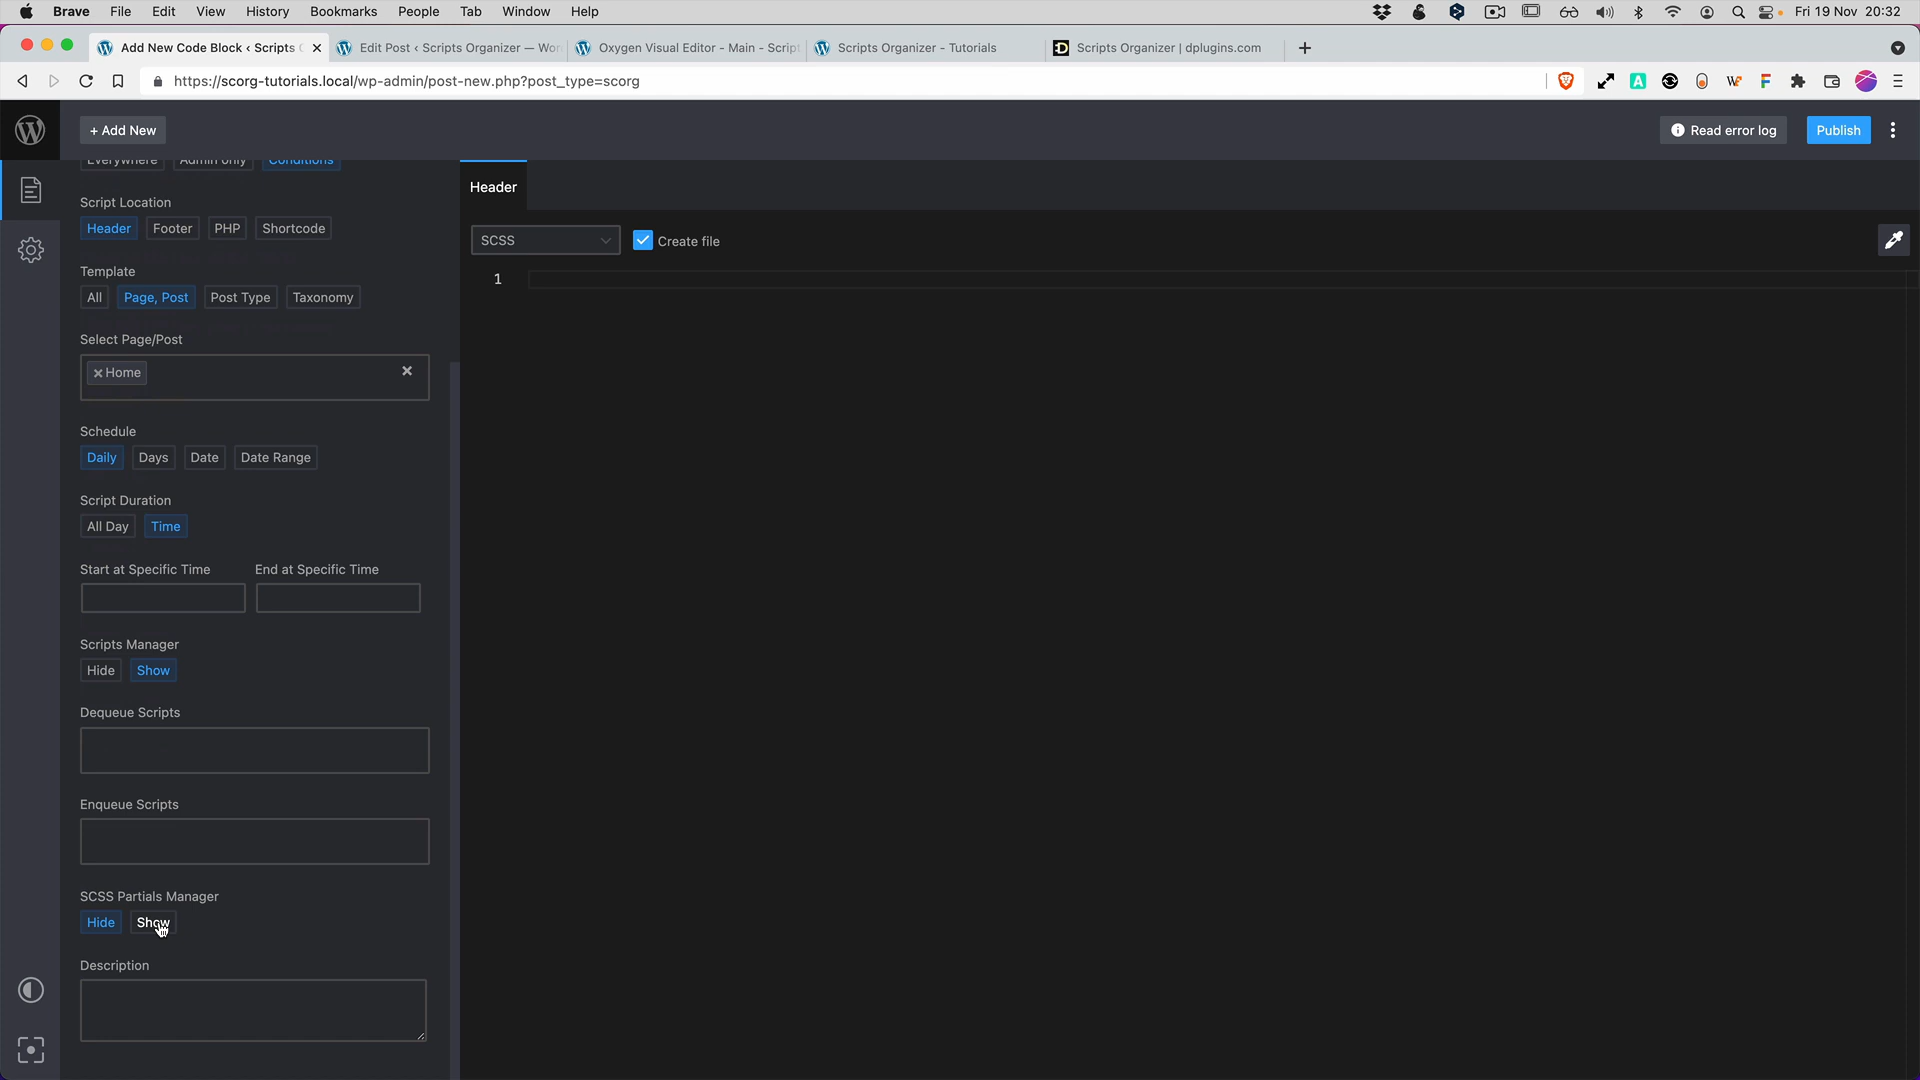 Brave File Edit View History Bookmarks People Tab Window Help Fri 19 Nov 20:32
Add New Code Block ‹ Scripts
Edit Post ‹ Scripts Organizer — Wor
Oxygen Visual Editor - Main - Script
Scripts Organizer - Tutorials
Scripts Organizer | dplugins.com
https://scorg-tutorials.local/wp-admin/post-new.php?post_type=scorg
+ Add New
Read error log
Publish
Everywhere Admin only Conditions
Script Location
Header Footer PHP Shortcode
Template
All Page, Post Post Type Taxonomy
Select Page/Post
×Home ×
Schedule
Daily Days Date Date Range
Script Duration
All Day Time
Start at Specific Time End at Specific Time
Scripts Manager
Hide Show
Dequeue Scripts
Enqueue Scripts
SCSS Partials Manager
Hide Show
Description
Header
SCSS Create file
1